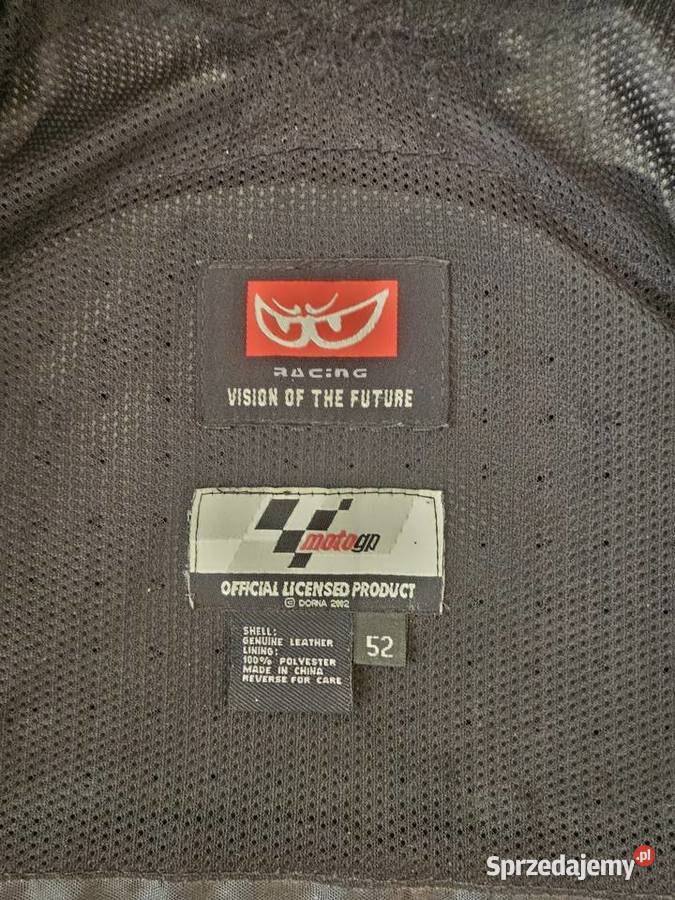 RACING
VISION OF THE FUTURE
motogp
OFFICIAL LICENSED PRODUCT
© DORNA 2002
SHELL:
GENUINE LEATHER
LINING:
100% POLYESTER
MADE IN CHINA
REVERSE FOR CARE
52
Sprzedajemy.pl